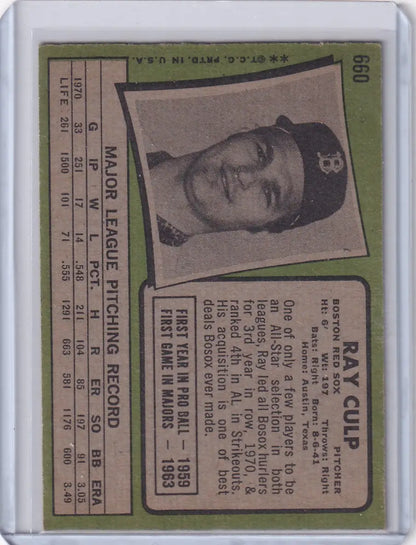 660
RAY CULP
BOSTON RED SOX PITCHER
Ht: 6' Wt: 197 Throws: Right
Bats: Right Born: 8-6-41
Home: Austin, Texas
One of only a few players to be
an All-Star selection in both
leagues, Ray led all Bosox hurlers
for 3rd year in row, 1970, &
ranked 4th in AL in Strikeouts.
His acquisition is one of best
deals Bosox ever made.
FIRST YEAR IN PRO BALL — 1959
FIRST GAME IN MAJORS — 1963
B
**©T.C.G. PRTD. IN U.S.A.
MAJOR LEAGUE PITCHING RECORD
G IP W L PCT. H R ER SO BB ERA
1970 33 251 17 14 .548 211 104 85 197 91 3.05
LIFE 261 1500 101 71 .555 1291 663 581 1176 600 3.49